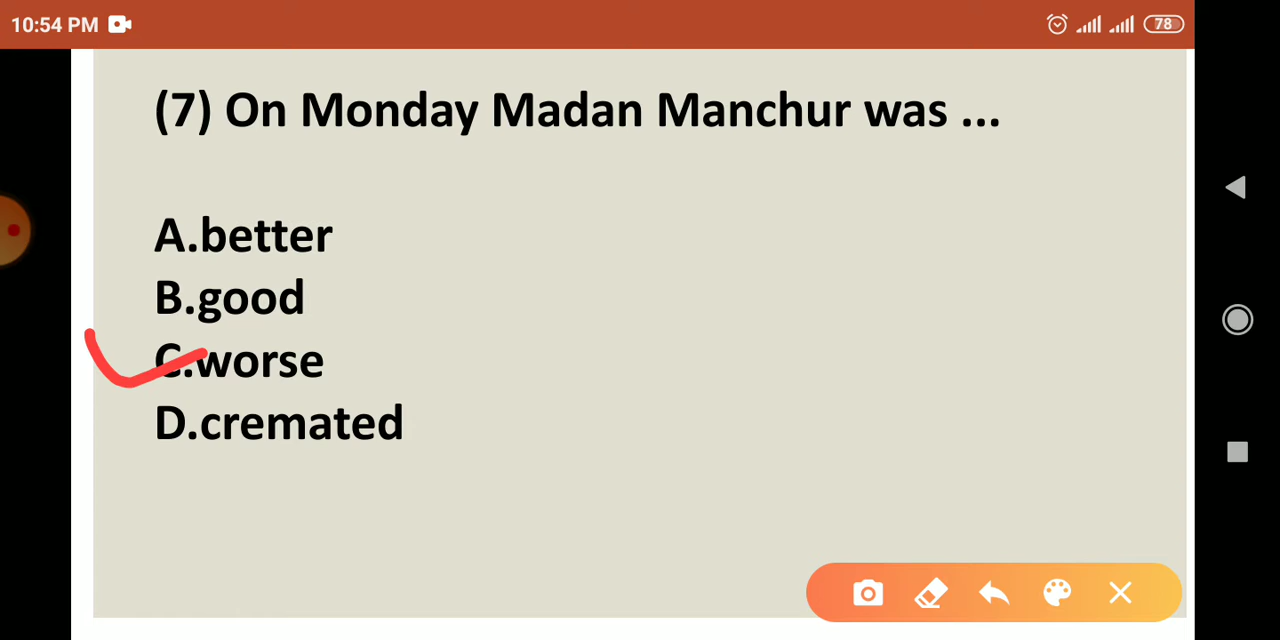 10:54 PM
78
(7) On Monday Madan Manchur was ...
A.better
B.good
C.worse
D.cremated